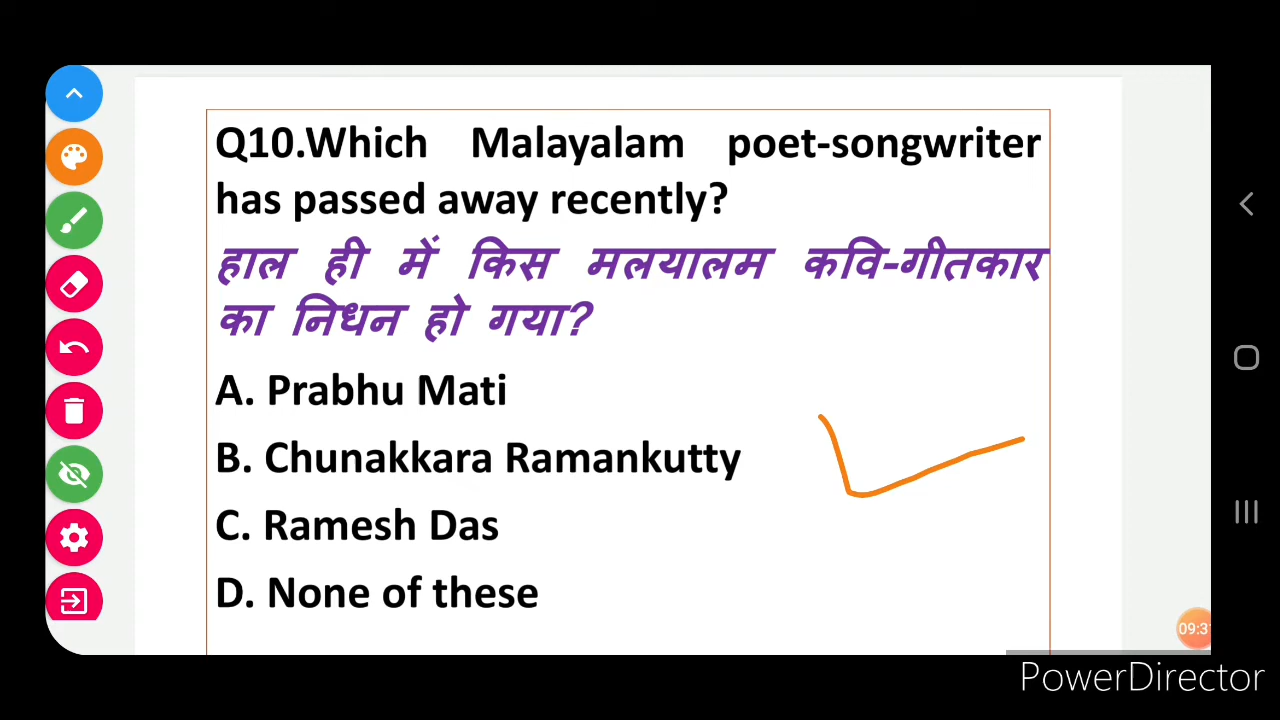 Q10.Which Malayalam poet-songwriter
has passed away recently?
हाल ही में किस मलयालम कवि-गीतकार
का निधन हो गया?
A. Prabhu Mati
B. Chunakkara Ramankutty
C. Ramesh Das
D. None of these
PowerDirector